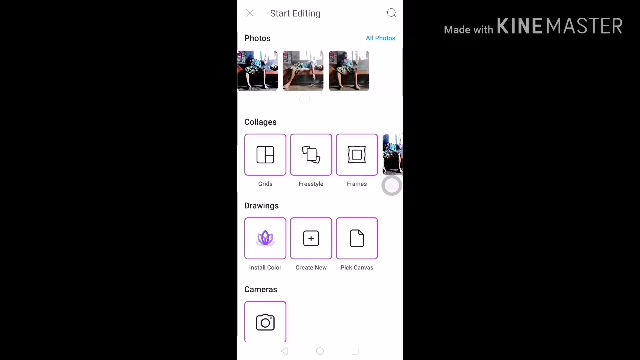 Start Editing
Made with KINEMASTER
Photos
All Photos
Collages
Grids
Freestyle
Frames
Drawings
Install Color
Create New
Pick Canvas
Cameras